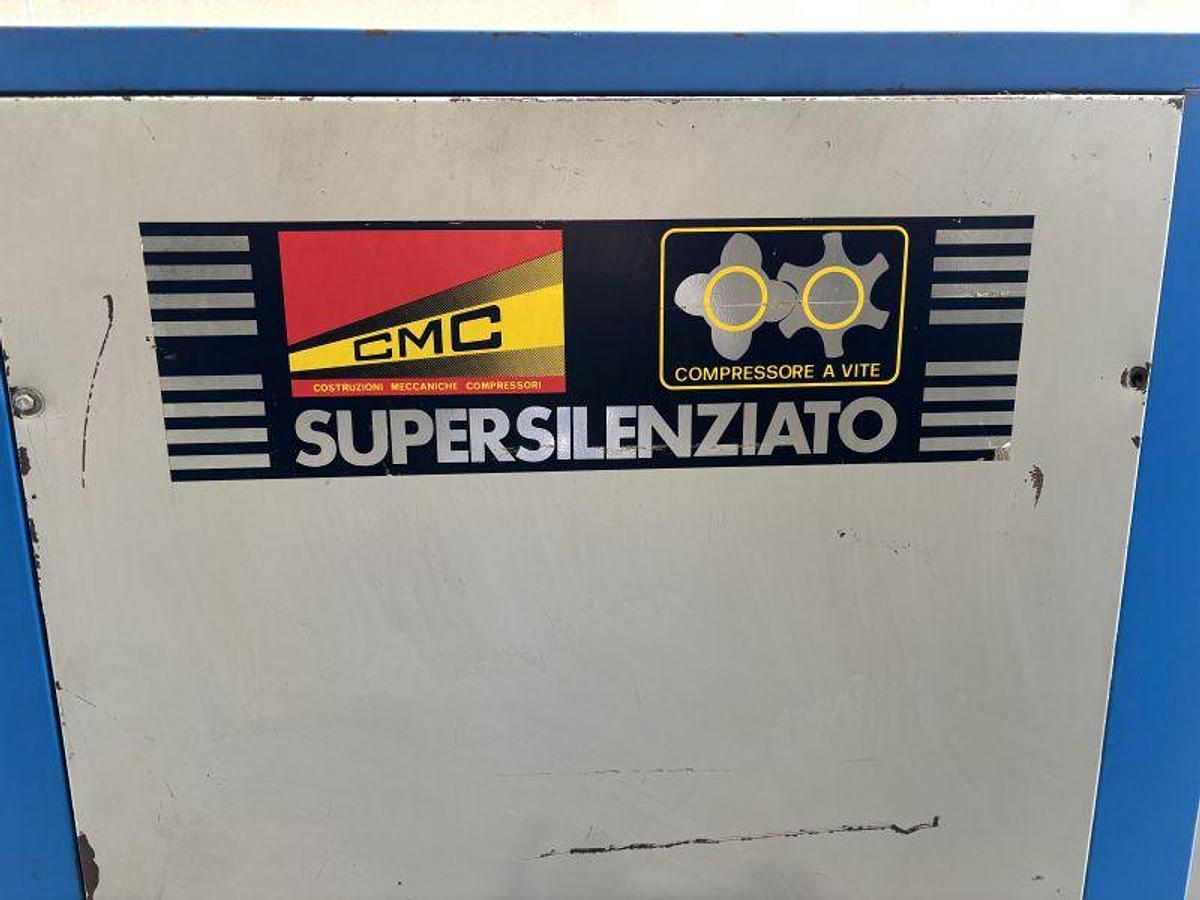 CMC
COSTRUZIONI MECCANICHE COMPRESSORI
COMPRESSORE A VITE
SUPERSILENZIATO